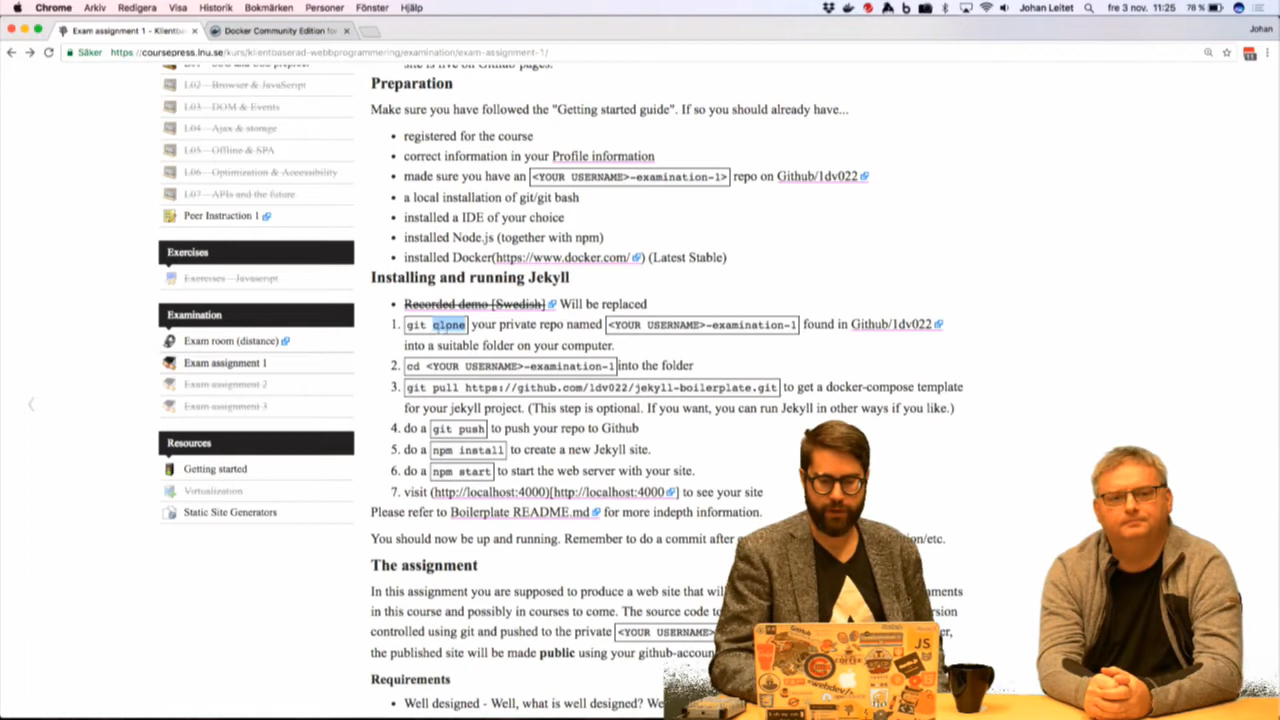 Chrome Arkiv Redigera Visa Historik Bokmärken Personer Fönster Hjälp Johan Leitet fre 3 nov. 11:25 78 %
Exam assignment 1 - Klientba Docker Community Edition for Johan
Säker https://coursepress.lnu.se/kurs/klientbaserad-webbprogrammering/examination/exam-assignment-1/
L02 - Browser & JavaScript
L03 - DOM & Events
L04 - Ajax & storage
L05 - Offline & SPA
L06 - Optimization & Accessibility
L07 - APIs and the future
Peer Instruction 1
Exercises
Exercises - Javascript
Examination
Exam room (distance)
Exam assignment 1
Exam assignment 2
Exam assignment 3
Resources
Getting started
Virtualization
Static Site Generators
site is live on Github pages.
Preparation
Make sure you have followed the "Getting started guide". If so you should already have...
• registered for the course
• correct information in your Profile information
• made sure you have an <YOUR USERNAME>-examination-1> repo on Github/1dv022
• a local installation of git/git bash
• installed a IDE of your choice
• installed Node.js (together with npm)
• installed Docker(https://www.docker.com/) (Latest Stable)
Installing and running Jekyll
• Recorded demo [Swedish] Will be replaced
1. git clone your private repo named <YOUR USERNAME>-examination-1 found in Github/1dv022
into a suitable folder on your computer.
2. cd <YOUR USERNAME>-examination-1 into the folder
3. git pull https://github.com/1dv022/jekyll-boilerplate.git to get a docker-compose template
for your jekyll project. (This step is optional. If you want, you can run Jekyll in other ways if you like.)
4. do a git push to push your repo to Github
5. do a npm install to create a new Jekyll site.
6. do a npm start to start the web server with your site.
7. visit (http://localhost:4000)[http://localhost:4000] to see your site
Please refer to Boilerplate README.md for more indepth information.
You should now be up and running. Remember to do a commit after
The assignment
In this assignment you are supposed to produce a web site that
in this course and possibly in courses to come. The source code
controlled using git and pushed to the private <YOUR USERNAME>
the published site will be made public using your github-accou
Requirements
• Well designed - Well, what is well designed?
JS